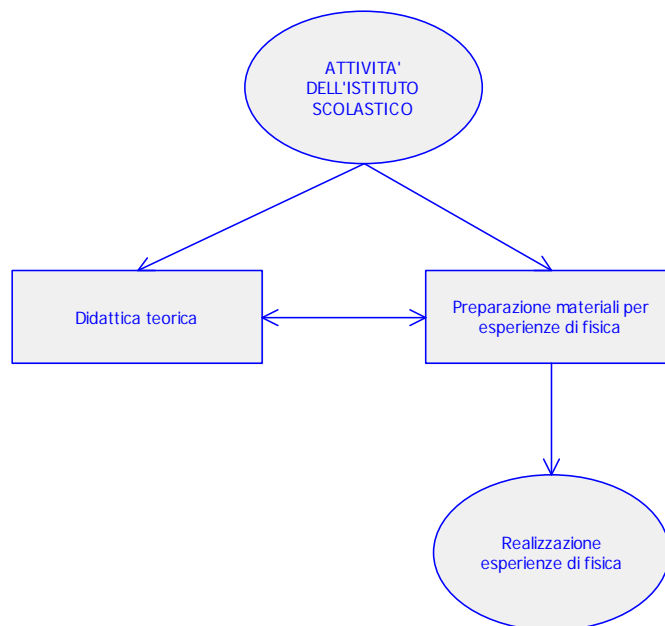 ATTIVITA'
DELL'ISTITUTO
SCOLASTICO
Didattica teorica
Preparazione materiali per
esperienze di fisica
Realizzazione
esperienze di fisica